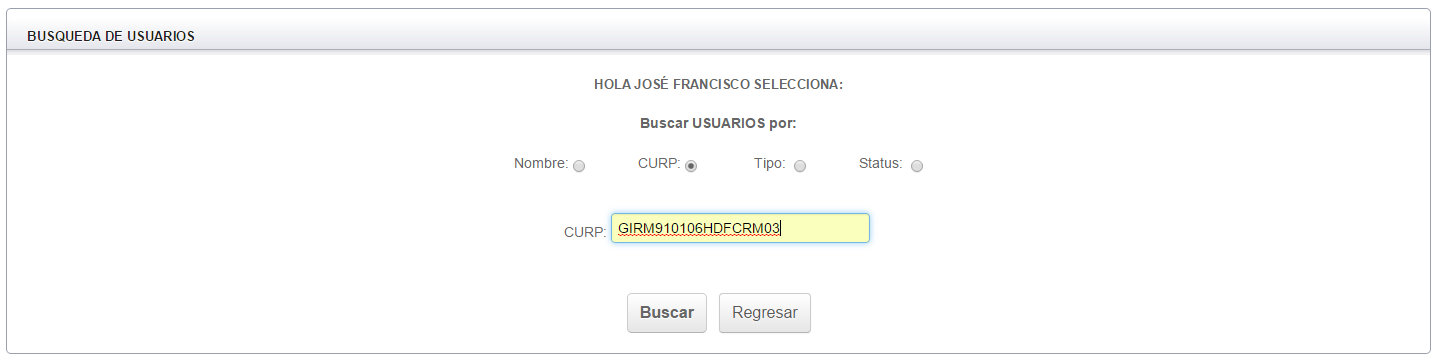 BUSQUEDA DE USUARIOS
HOLA JOSÉ FRANCISCO SELECCIONA:
Buscar USUARIOS por:
Nombre: CURP: Tipo: Status:
CURP: GIRM910106HDFCRM03
Buscar Regresar